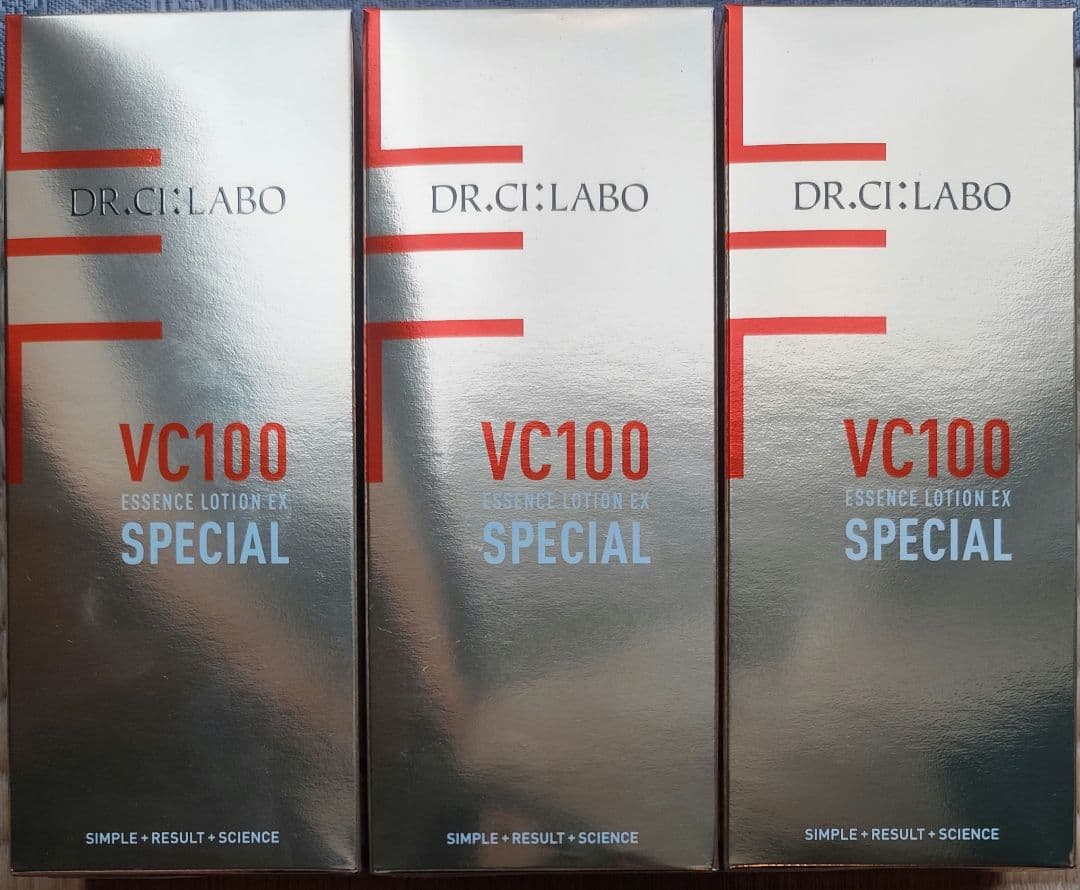 DR.CI:LABO
VC100
ESSENCE LOTION EX
SPECIAL
SIMPLE+RESULT+SCIENCE
DR.CI:LABO
VC100
ESSENCE LOTION EX
SPECIAL
SIMPLE+RESULT+SCIENCE
DR.CI:LABO
VC100
ESSENCE LOTION EX
SPECIAL
SIMPLE+RESULT+SCIENCE